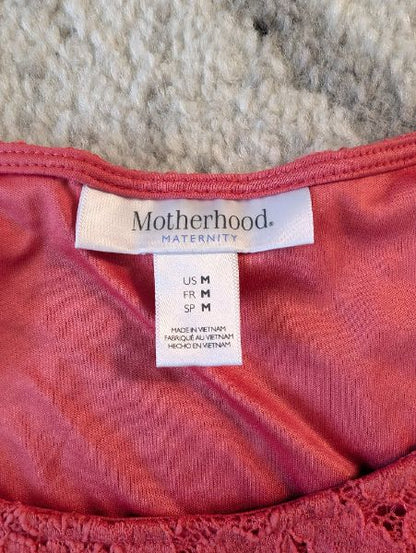 Motherhood®
MATERNITY
US M
FR M
SP M
MADE IN VIETNAM
FABRIQUÉ AU VIETNAM
HECHO EN VIETNAM